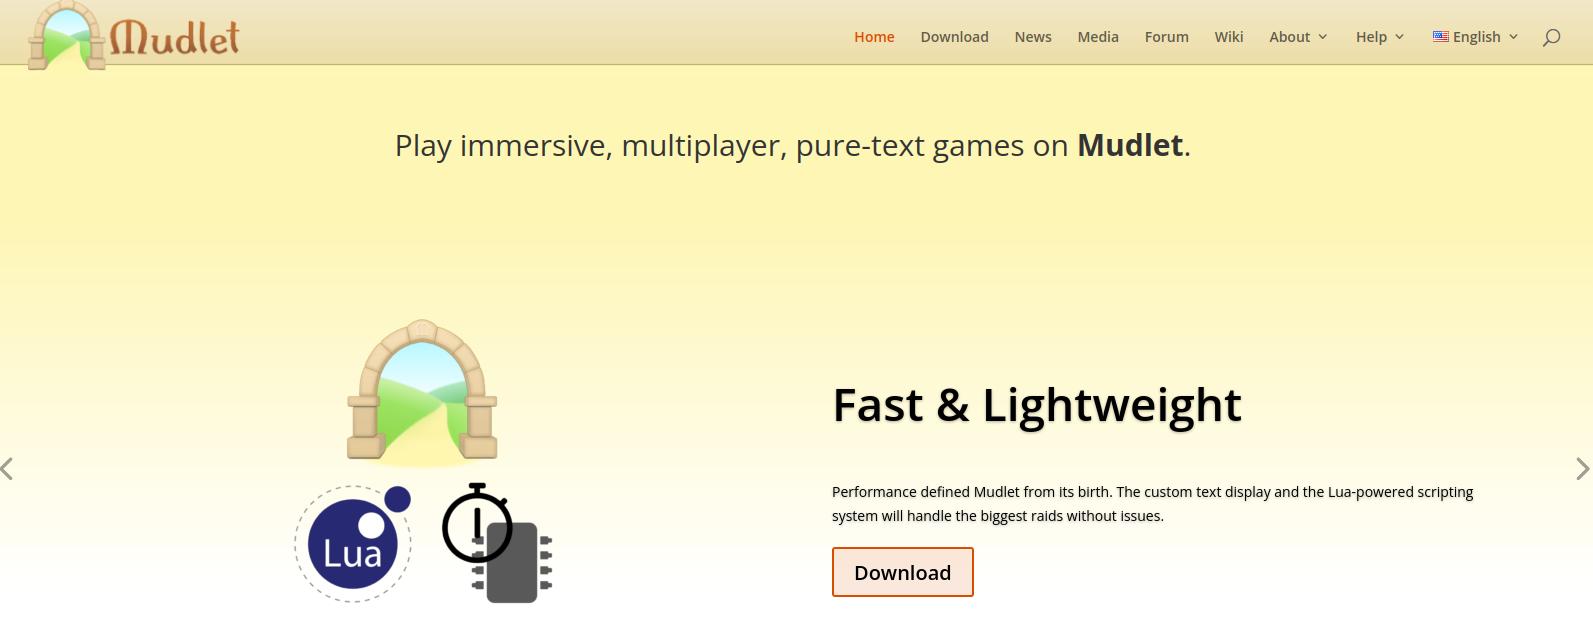 Mudlet
Home Download News Media Forum Wiki About Help English
Play immersive, multiplayer, pure-text games on Mudlet.
Fast & Lightweight
Performance defined Mudlet from its birth. The custom text display and the Lua-powered scripting
system will handle the biggest raids without issues.
Lua
Download